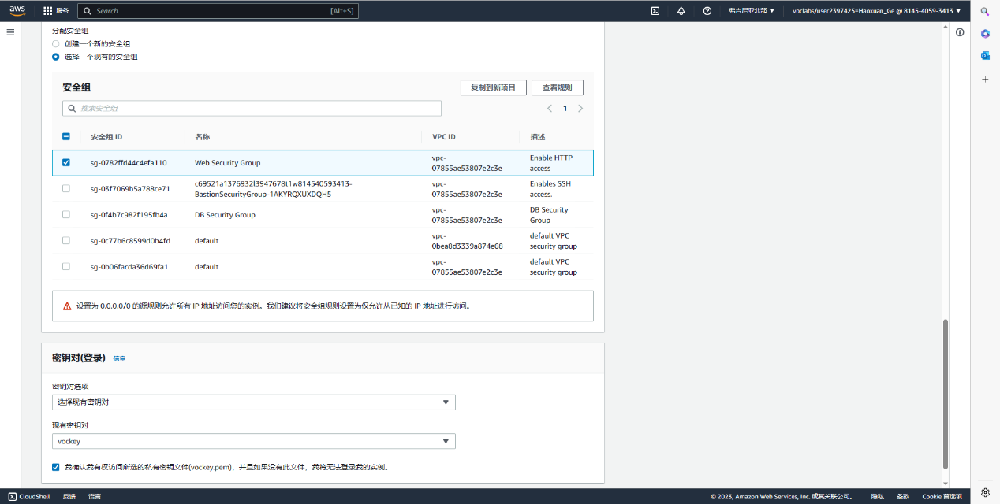 aws
服务
Search
[Alt+S]
弗吉尼亚北部
voclabs/user2397425=Haoxuan_Ge @ 8145-4059-3413
分配安全组
创建一个新的安全组
选择一个现有的安全组
安全组
复制到新项目
查看规则
搜索安全组
1
安全组 ID
名称
VPC ID
描述
sg-0782ffd44c4efa110
Web Security Group
vpc-
07855ae53807e2c3e
Enable HTTP
access
sg-03f7069b5a788ce71
c69521a1376932l3947678t1w814540593413-
BastionSecurityGroup-1AKYRQXUXDQH5
vpc-
07855ae53807e2c3e
Enables SSH
access.
sg-0f4b7c982f195fb4a
DB Security Group
vpc-
07855ae53807e2c3e
DB Security
Group
sg-0c77b6c8599d0b4fd
default
vpc-
0bea8d3339a874e68
default VPC
security group
sg-0b06facda36d69fa1
default
vpc-
07855ae53807e2c3e
default VPC
security group
设置为 0.0.0.0/0 的源规则允许所有 IP 地址访问您的实例。我们建议将安全组规则设置为仅允许从已知的 IP 地址进行访问。
密钥对(登录)
信息
密钥对选项
选择现有密钥对
现有密钥对
vockey
我确认我有权访问所选的私有密钥文件(vockey.pem)，并且如果没有此文件，我将无法登录我的实例。
CloudShell
反馈
语言
© 2023, Amazon Web Services, Inc. 或其关联公司。
隐私
条款
Cookie 首选项